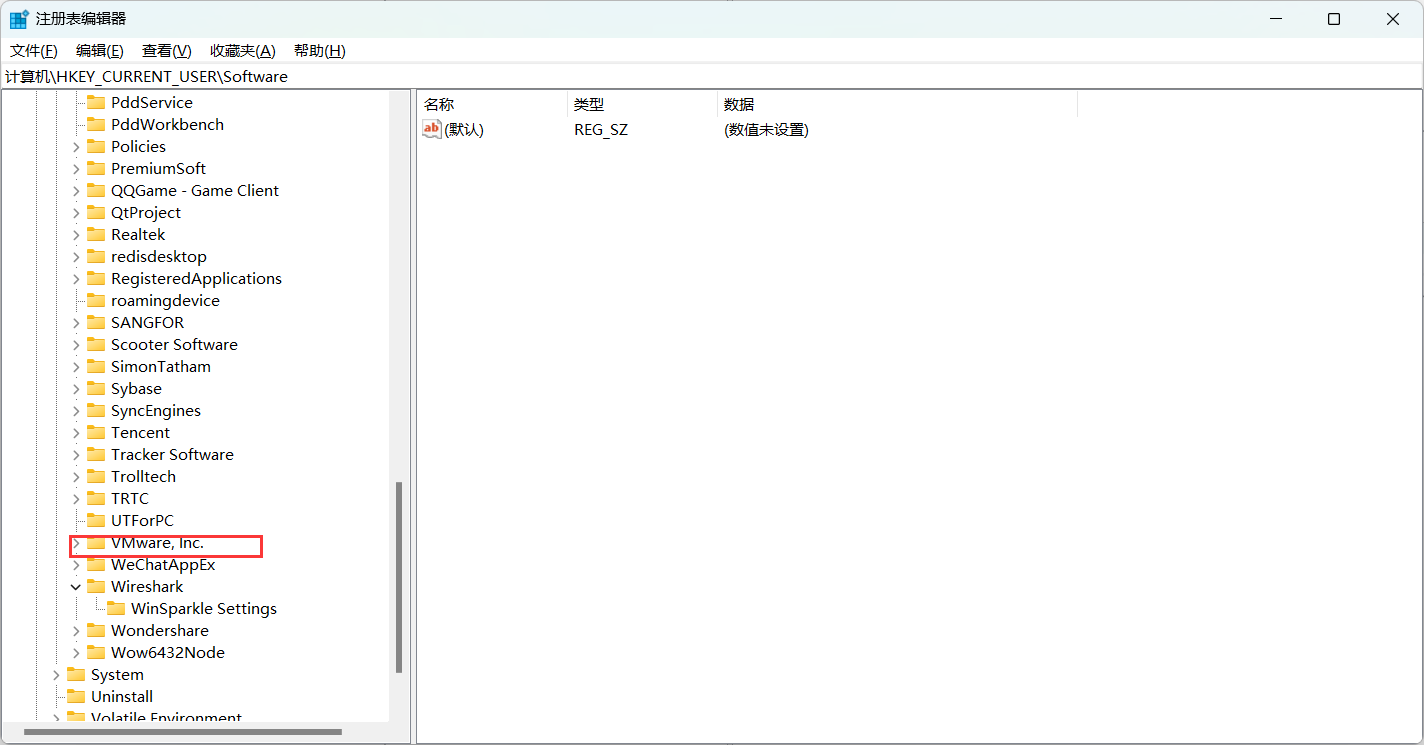 注册表编辑器
文件(F) 编辑(E) 查看(V) 收藏夹(A) 帮助(H)
计算机\HKEY_CURRENT_USER\Software
PddService
PddWorkbench
Policies
PremiumSoft
QQGame - Game Client
QtProject
Realtek
redisdesktop
RegisteredApplications
roamingdevice
SANGFOR
Scooter Software
SimonTatham
Sybase
SyncEngines
Tencent
Tracker Software
Trolltech
TRTC
UTForPC
VMware, Inc.
WeChatAppEx
Wireshark
WinSparkle Settings
Wondershare
Wow6432Node
System
Uninstall
Volatile Environment
名称 类型 数据
ab (默认) REG_SZ (数值未设置)